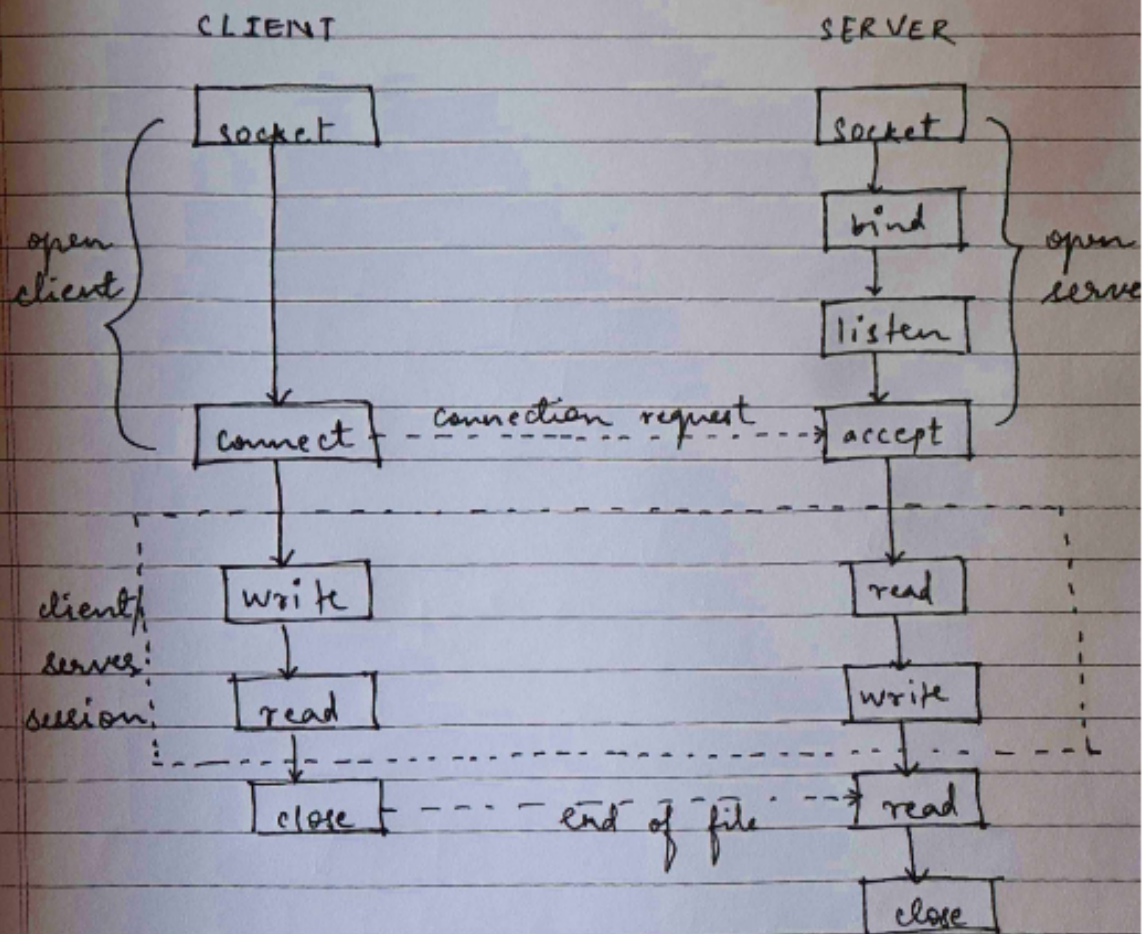 CLIENT SERVER
socket socket
bind
open open
client serve
listen
connect connection request accept
write read
client/
server
session
read write
close end of file read
close